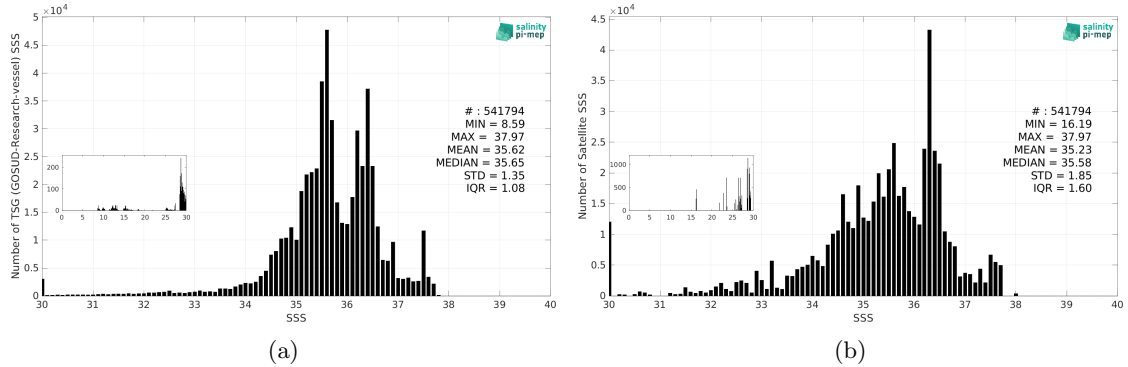 5 ×10⁴
4.5
4
3.5
3
2.5
2
1.5
1
0.5
0
Number of TSG (GOSUD-Research-vessel) SSS
30 31 32 33 34 35 36 37 38 39 40
SSS
salinity
pi-mep
# : 541794
MIN = 8.59
MAX = 37.97
MEAN = 35.62
MEDIAN = 35.65
STD = 1.35
IQR = 1.08
200
100
0
0 5 10 15 20 25 30
(a)
4.5 ×10⁴
4
3.5
3
2.5
2
1.5
1
0.5
0
Number of Satellite SSS
30 31 32 33 34 35 36 37 38 39 40
SSS
salinity
pi-mep
# : 541794
MIN = 16.19
MAX = 37.97
MEAN = 35.23
MEDIAN = 35.58
STD = 1.85
IQR = 1.60
1000
500
0
0 5 10 15 20 25 30
(b)